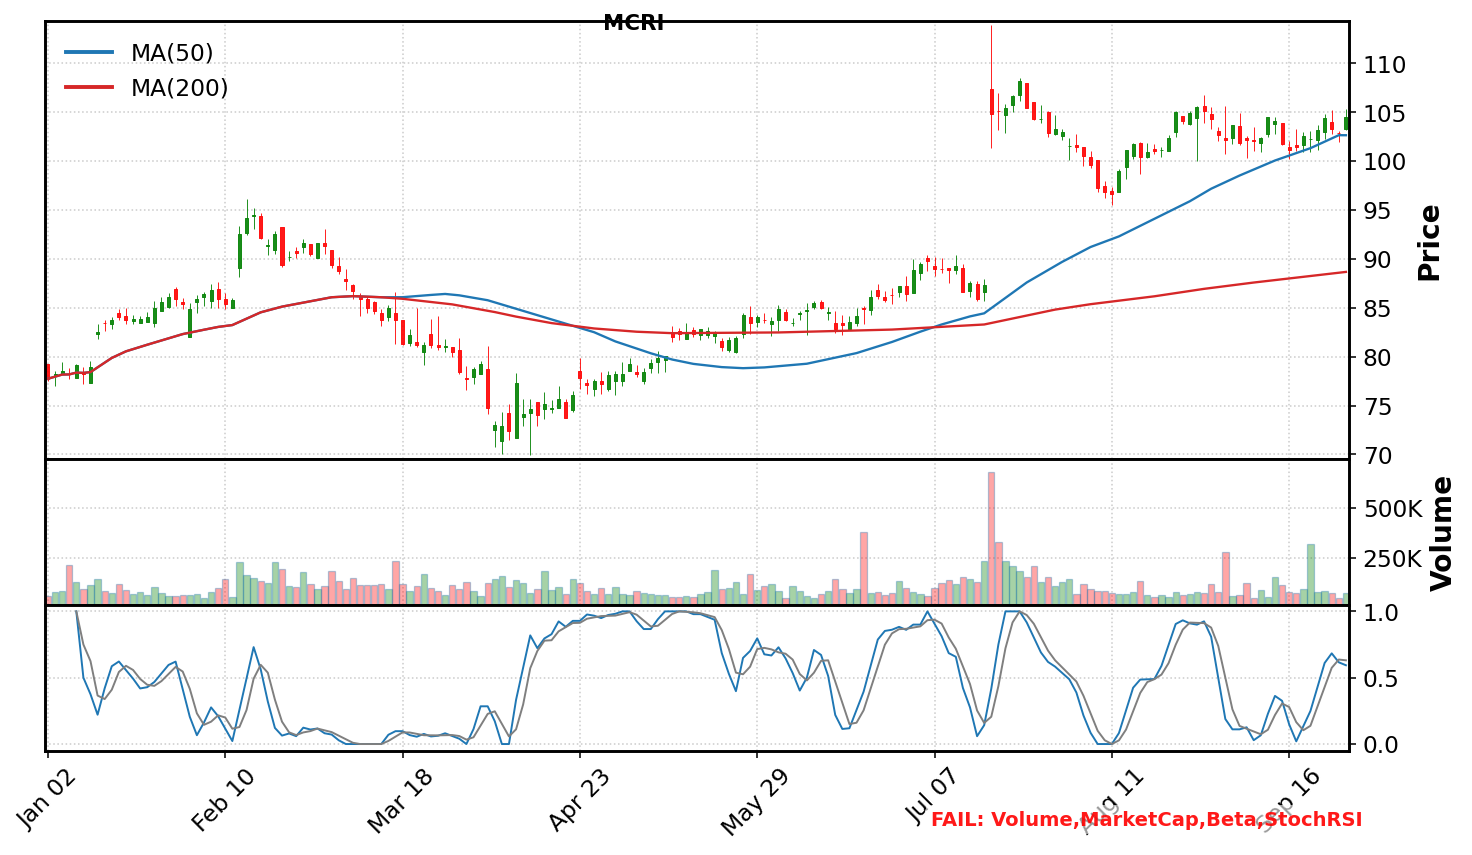 MCRI
MA(50)
MA(200)
110
105
100
95
90
85
80
75
70
Price
500K
250K
Volume
1.0
0.5
0.0
Jan 02
Feb 10
Mar 18
Apr 23
May 29
Jul 07
Aug 11
Sep 16
FAIL: Volume,MarketCap,Beta,StochRSI